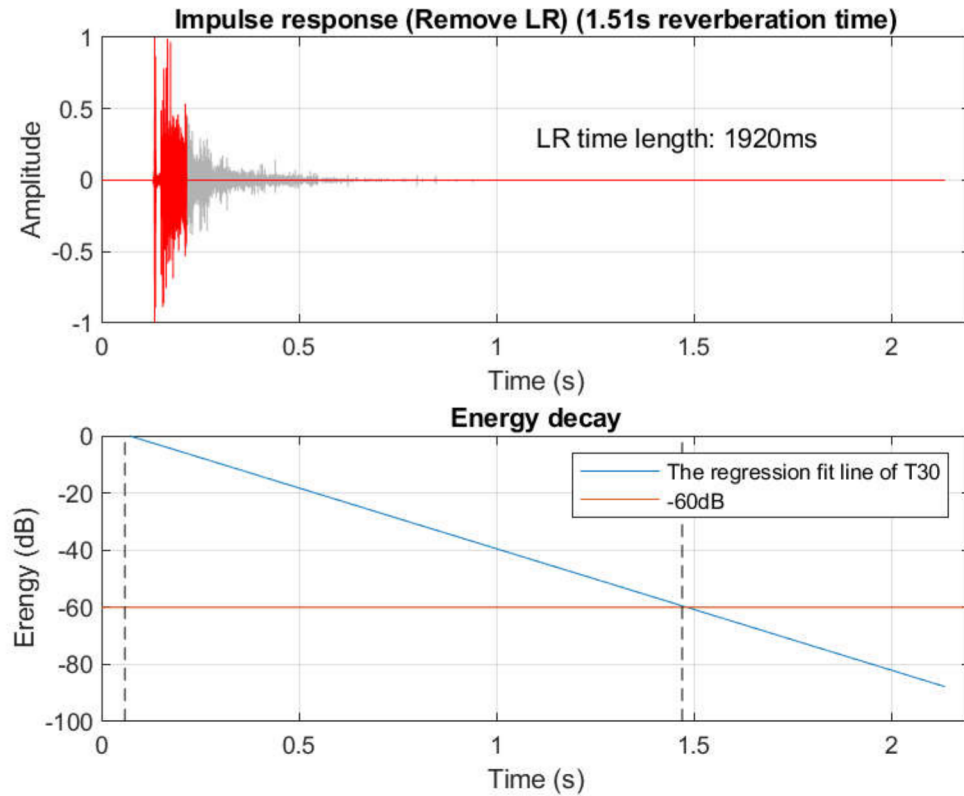 Impulse response (Remove LR) (1.51s reverberation time)
1
0.5
0
-0.5
-1
Amplitude
LR time length: 1920ms
0 0.5 1 1.5 2
Time (s)
Energy decay
0
-20
-40
-60
-80
-100
Erengy (dB)
The regression fit line of T30
-60dB
0 0.5 1 1.5 2
Time (s)